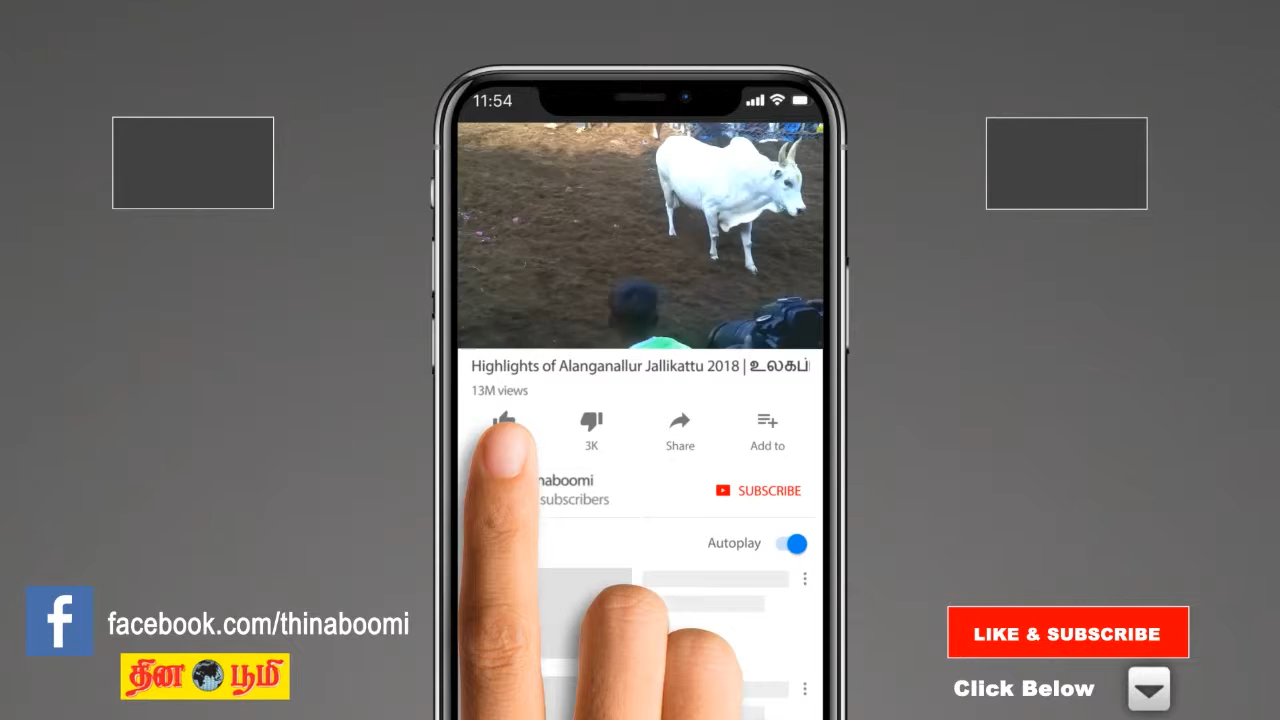 11:54
Highlights of Alanganallur Jallikattu 2018 | உலகப்
13M views
3K
Share
Add to
naboomi
subscribers
SUBSCRIBE
Autoplay
f
facebook.com/thinaboomi
தின பூமி
LIKE & SUBSCRIBE
Click Below